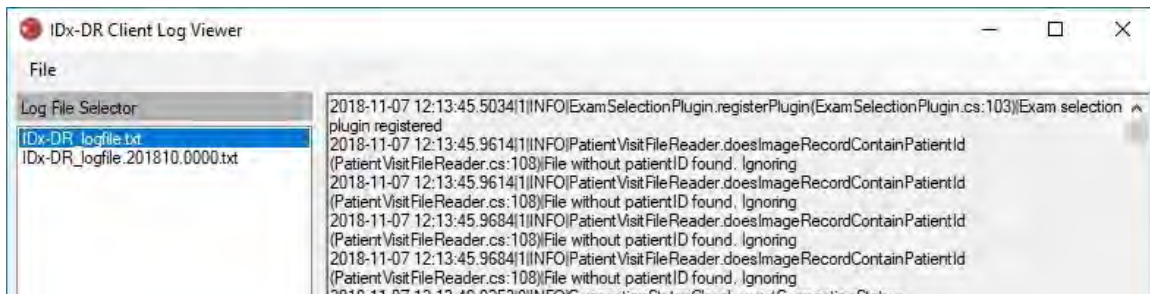 IDx-DR Client Log Viewer
File
Log File Selector
IDx-DR_logfile.txt
IDx-DR_logfile.201810.0000.txt
2018-11-07 12:13:45.5034|1|INFO|ExamSelectionPlugin.registerPlugin(ExamSelectionPlugin.cs:103)|Exam selection
plugin registered
2018-11-07 12:13:45.9614|1|INFO|PatientVisitFileReader.doesImageRecordContainPatientId
(PatientVisitFileReader.cs:108)|File without patientID found. Ignoring
2018-11-07 12:13:45.9614|1|INFO|PatientVisitFileReader.doesImageRecordContainPatientId
(PatientVisitFileReader.cs:108)|File without patientID found. Ignoring
2018-11-07 12:13:45.9684|1|INFO|PatientVisitFileReader.doesImageRecordContainPatientId
(PatientVisitFileReader.cs:108)|File without patientID found. Ignoring
2018-11-07 12:13:45.9684|1|INFO|PatientVisitFileReader.doesImageRecordContainPatientId
(PatientVisitFileReader.cs:108)|File without patientID found. Ignoring